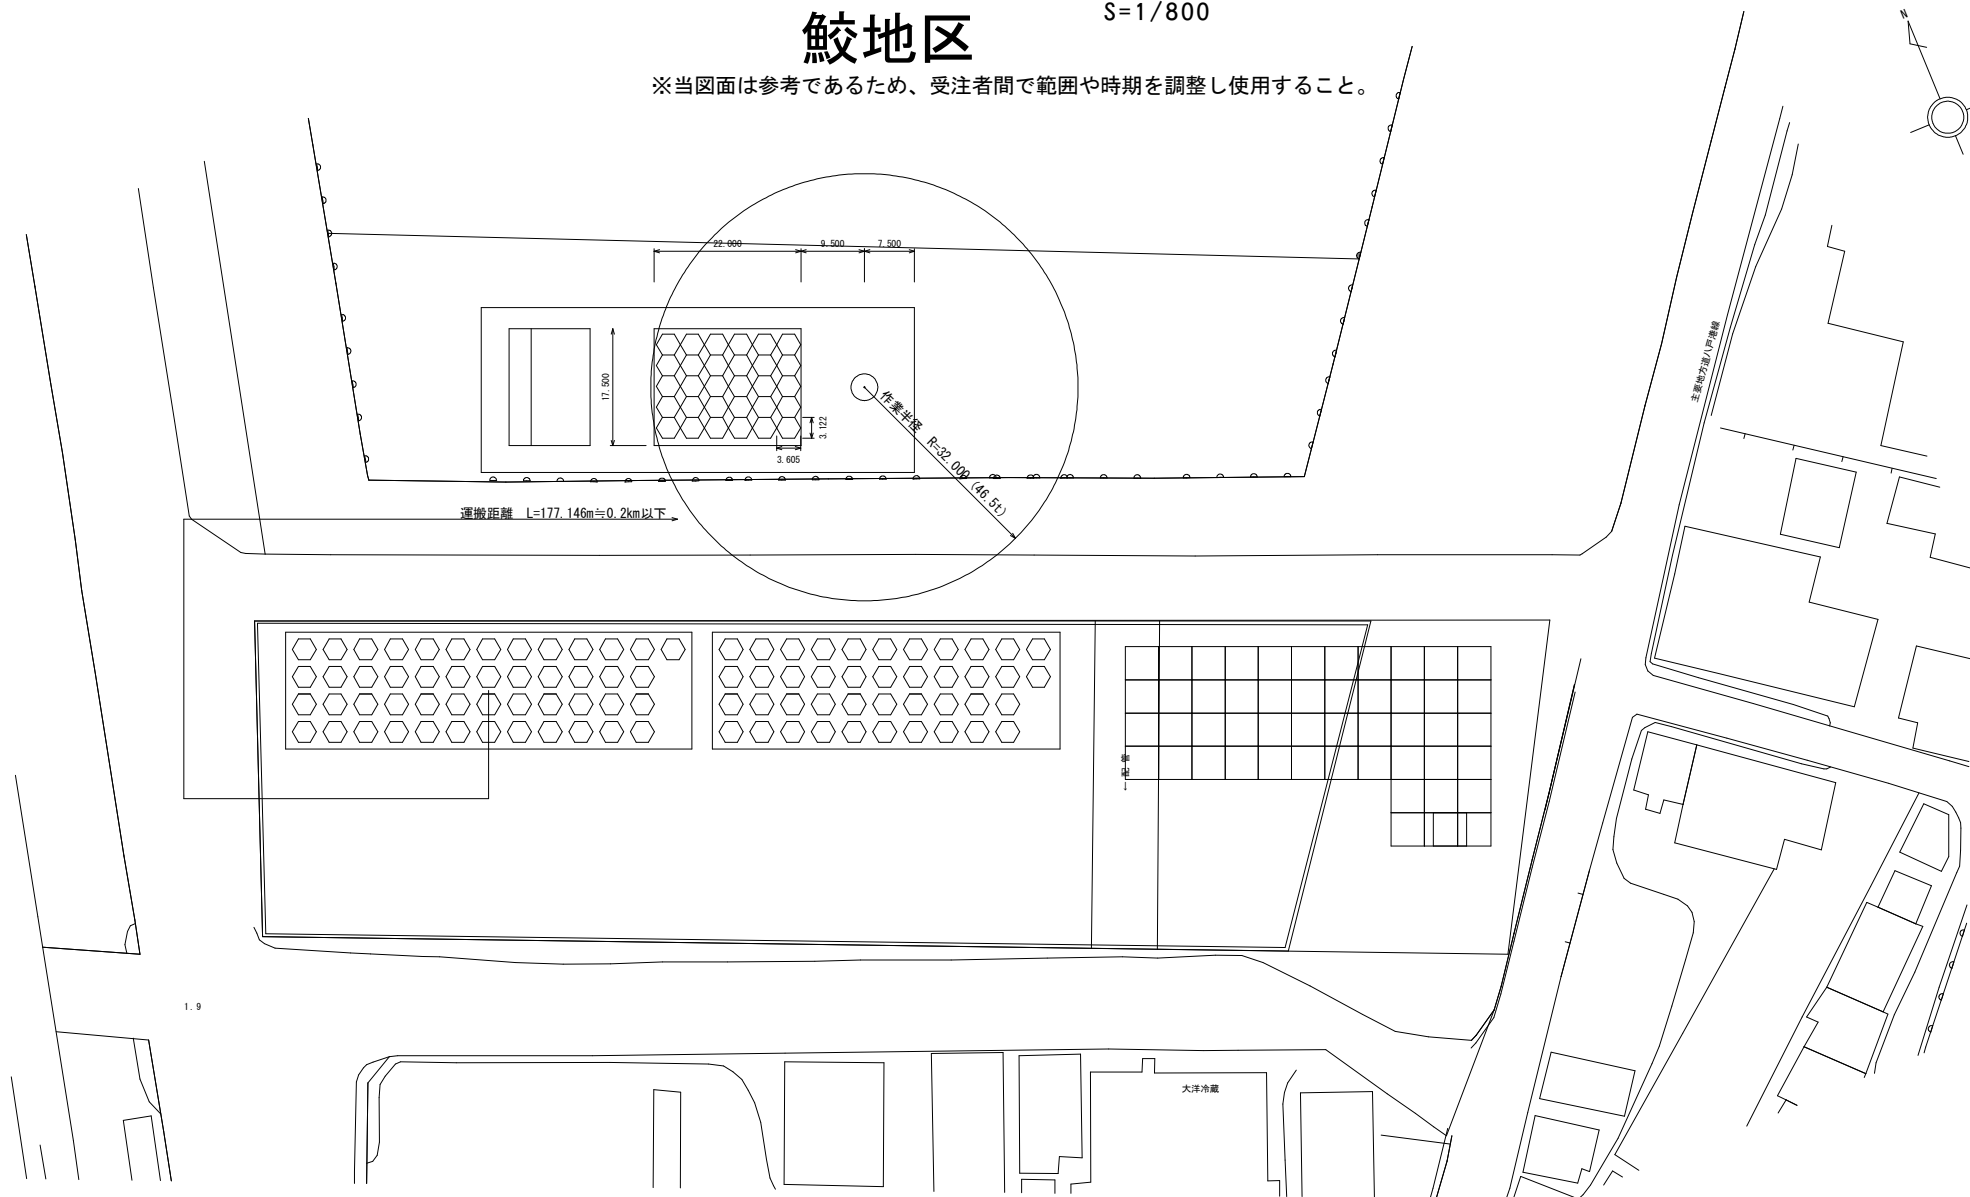 S=1/800
鮫地区
※当図面は参考であるため、受注者間で範囲や時期を調整し使用すること。
N
22.000
9.500
7.500
17.500
3.122
3.605
作業半径 R=32.000 (46.5t)
運搬距離 L=177.146m≒0.2km以下
主要地方道八戸港線
←配管
1.9
大洋冷蔵